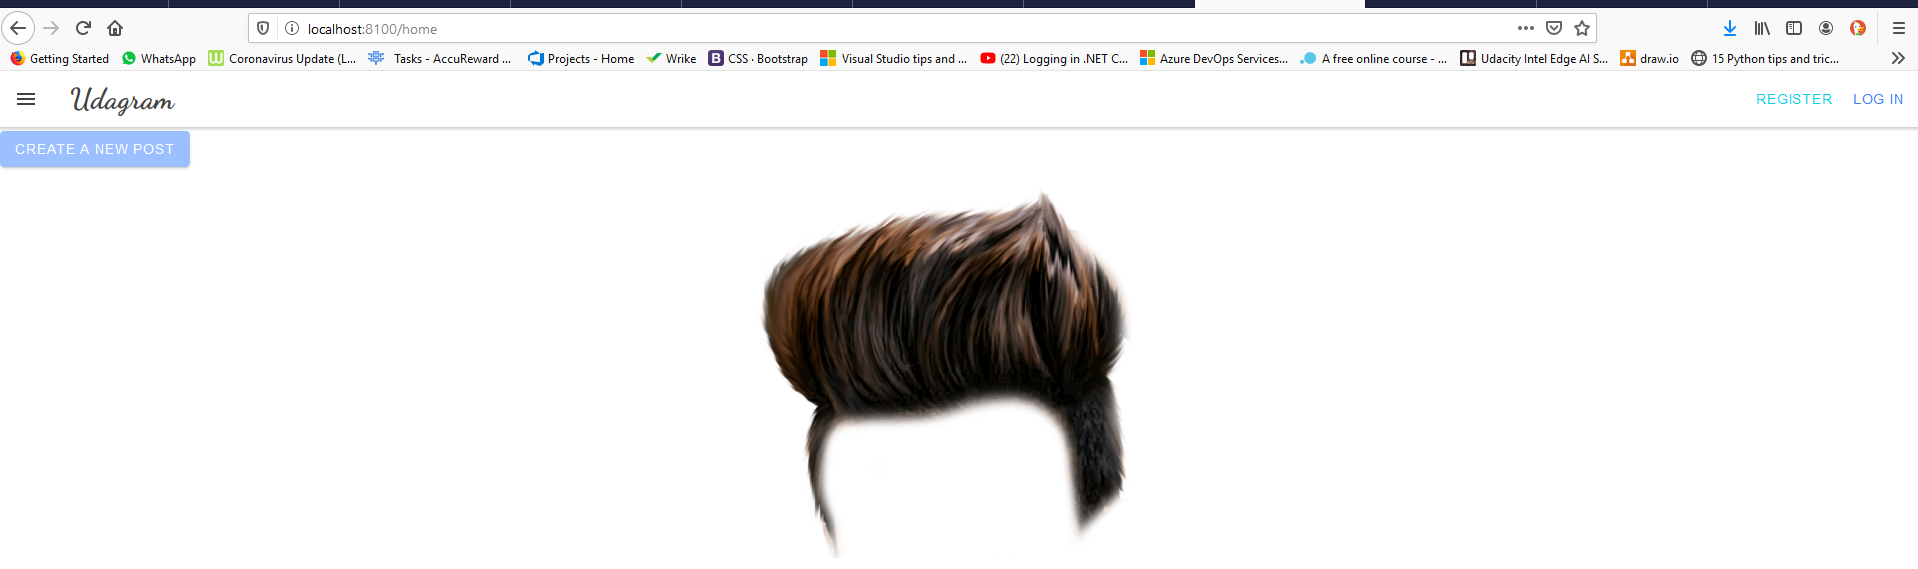 localhost:8100/home
Getting Started WhatsApp Coronavirus Update (L... Tasks - AccuReward ... Projects - Home Wrike CSS · Bootstrap Visual Studio tips and ... (22) Logging in .NET C... Azure DevOps Services... A free online course - ... Udacity Intel Edge AI S... draw.io 15 Python tips and tric...
Udagram REGISTER LOG IN
CREATE A NEW POST